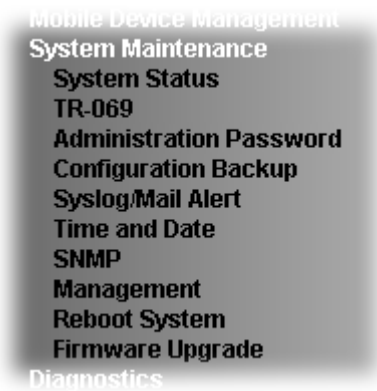 Mobile Device Management
System Maintenance
System Status
TR-069
Administration Password
Configuration Backup
Syslog/Mail Alert
Time and Date
SNMP
Management
Reboot System
Firmware Upgrade
Diagnostics